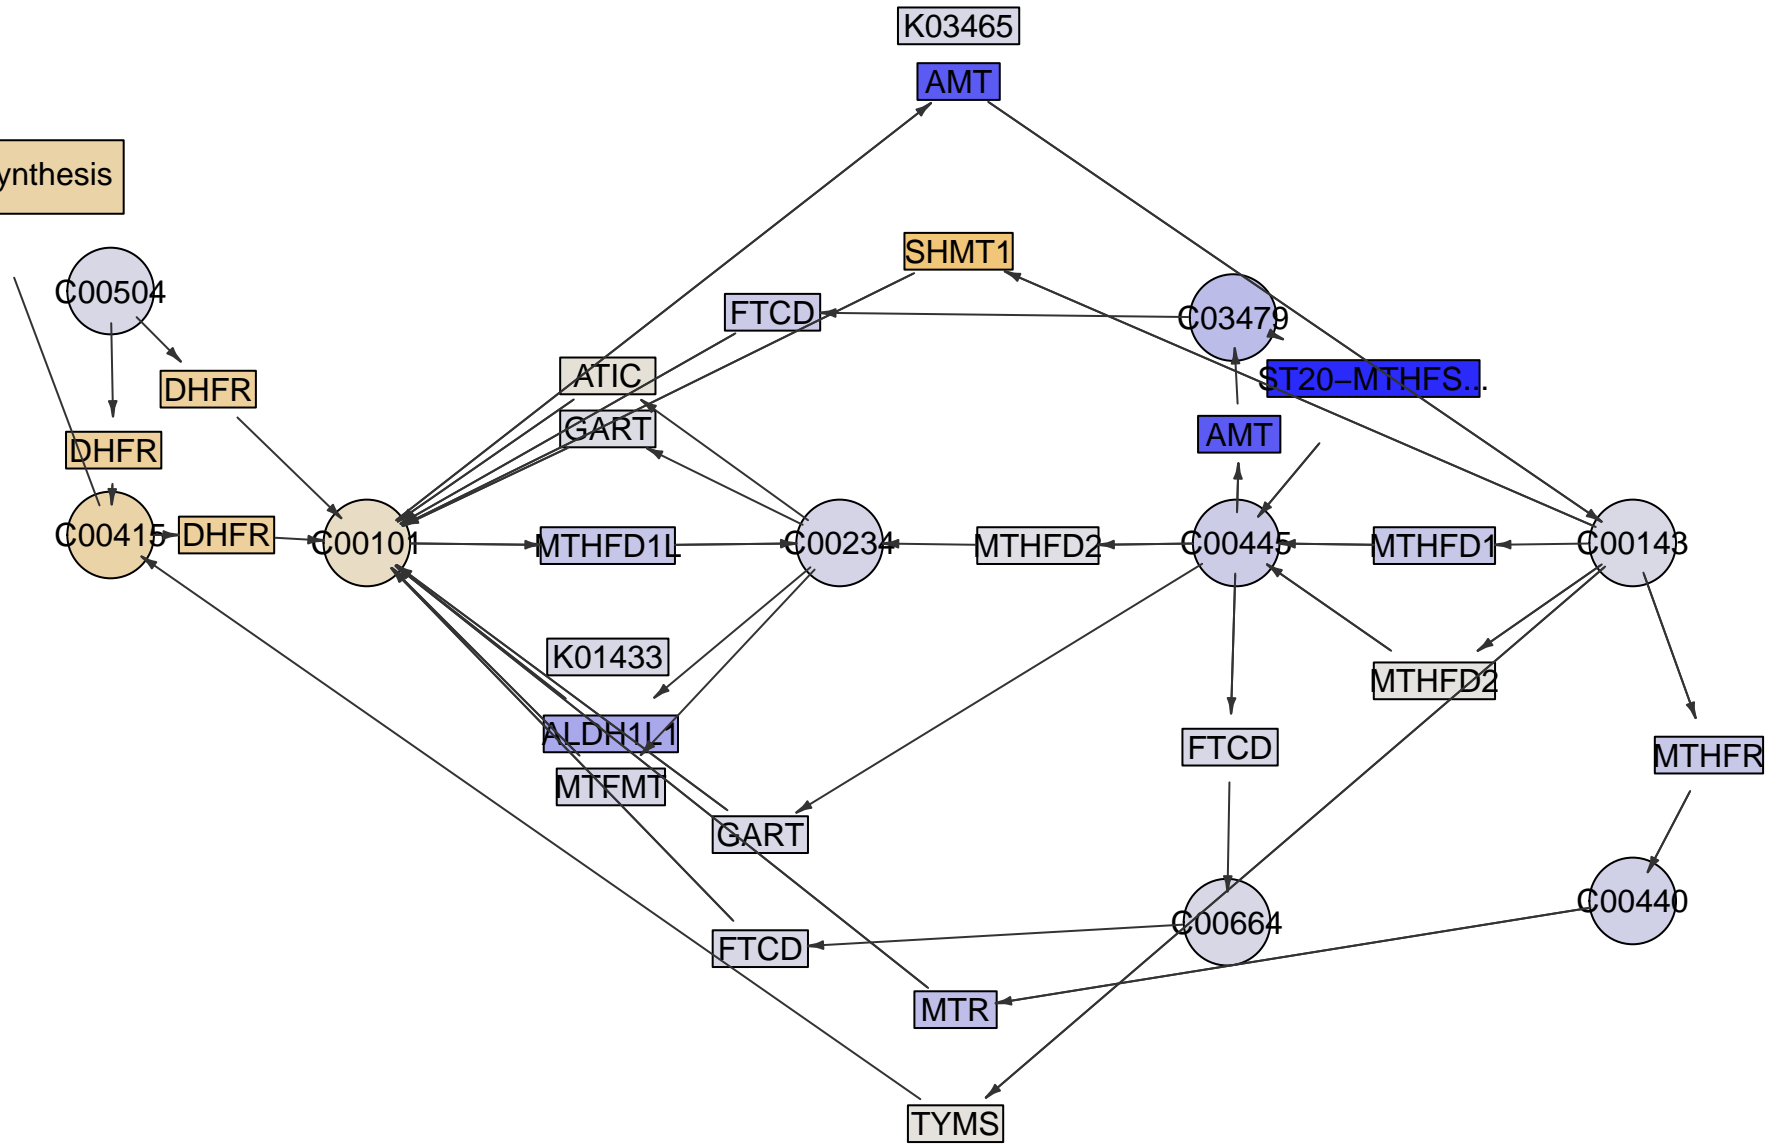 K03465
AMT
ynthesis
SHMT1
C00504
FTCD
C03479
DHFR
ATIC
ST20-MTHFS...
GART
AMT
DHFR
C00415
DHFR
C00101
MTHFD1L
C00234
MTHFD2
C00445
MTHFD1
C00143
K01433
MTHFD2
ALDH1L1
FTCD
MTHFR
MTFMT
GART
C00440
C00664
FTCD
MTR
TYMS